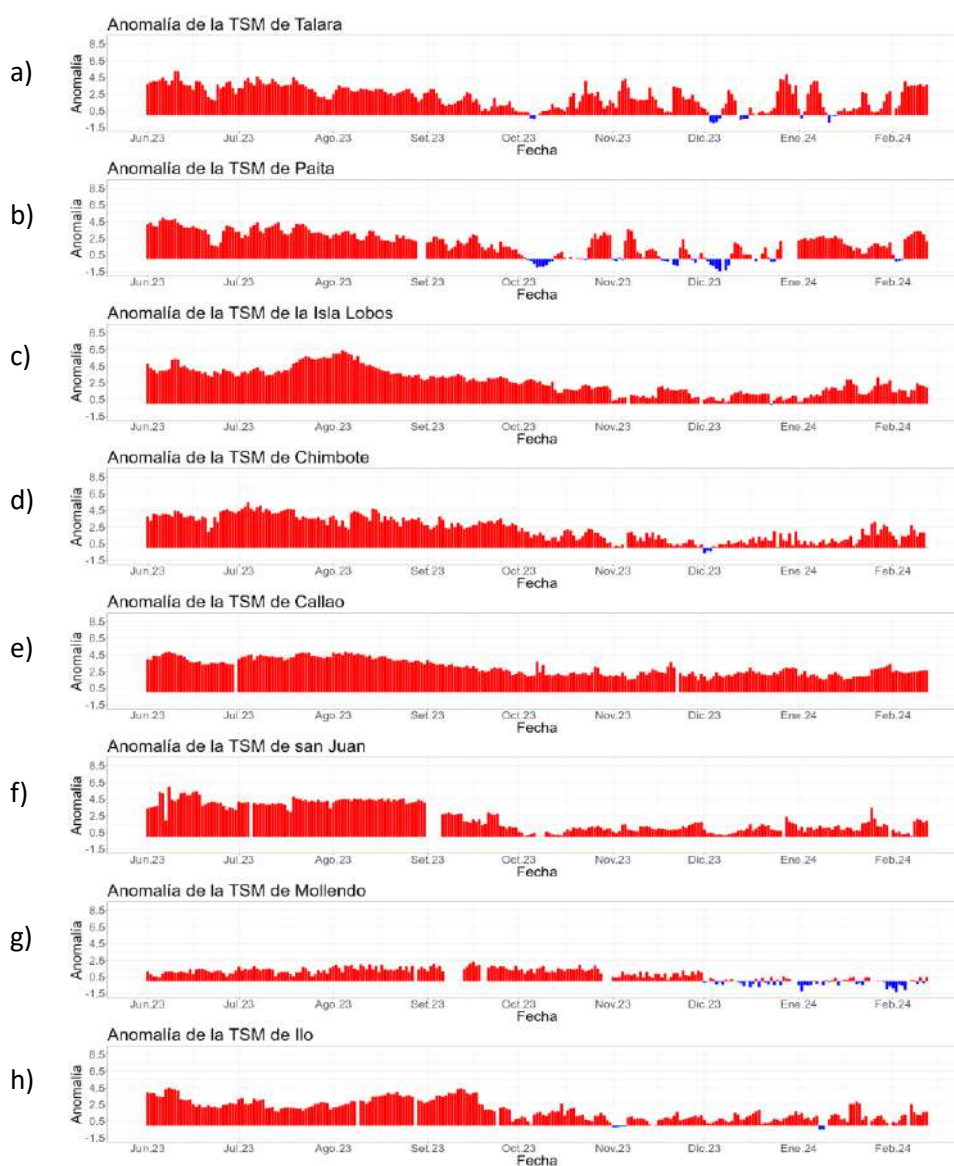 Anomalía de la TSM de Talara
a)
Anomalía
8.5
6.5
4.5
2.5
0.5
-1.5
Jun.23 Jul.23 Ago.23 Set.23 Oct.23 Nov.23 Dic.23 Ene.24 Feb.24
Fecha
Anomalía de la TSM de Paita
b)
Anomalía
8.5
6.5
4.5
2.5
0.5
-1.5
Jun.23 Jul.23 Ago.23 Set.23 Oct.23 Nov.23 Dic.23 Ene.24 Feb.24
Fecha
Anomalía de la TSM de la Isla Lobos
c)
Anomalía
8.5
6.5
4.5
2.5
0.5
-1.5
Jun.23 Jul.23 Ago.23 Set.23 Oct.23 Nov.23 Dic.23 Ene.24 Feb.24
Fecha
Anomalía de la TSM de Chimbote
d)
Anomalía
8.5
6.5
4.5
2.5
0.5
-1.5
Jun.23 Jul.23 Ago.23 Set.23 Oct.23 Nov.23 Dic.23 Ene.24 Feb.24
Fecha
Anomalía de la TSM de Callao
e)
Anomalía
8.5
6.5
4.5
2.5
0.5
-1.5
Jun.23 Jul.23 Ago.23 Set.23 Oct.23 Nov.23 Dic.23 Ene.24 Feb.24
Fecha
Anomalía de la TSM de san Juan
f)
Anomalía
8.5
6.5
4.5
2.5
0.5
-1.5
Jun.23 Jul.23 Ago.23 Set.23 Oct.23 Nov.23 Dic.23 Ene.24 Feb.24
Fecha
Anomalía de la TSM de Mollendo
g)
Anomalía
8.5
6.5
4.5
2.5
0.5
-1.5
Jun.23 Jul.23 Ago.23 Set.23 Oct.23 Nov.23 Dic.23 Ene.24 Feb.24
Fecha
Anomalía de la TSM de Ilo
h)
Anomalía
8.5
6.5
4.5
2.5
0.5
-1.5
Jun.23 Jul.23 Ago.23 Set.23 Oct.23 Nov.23 Dic.23 Ene.24 Feb.24
Fecha